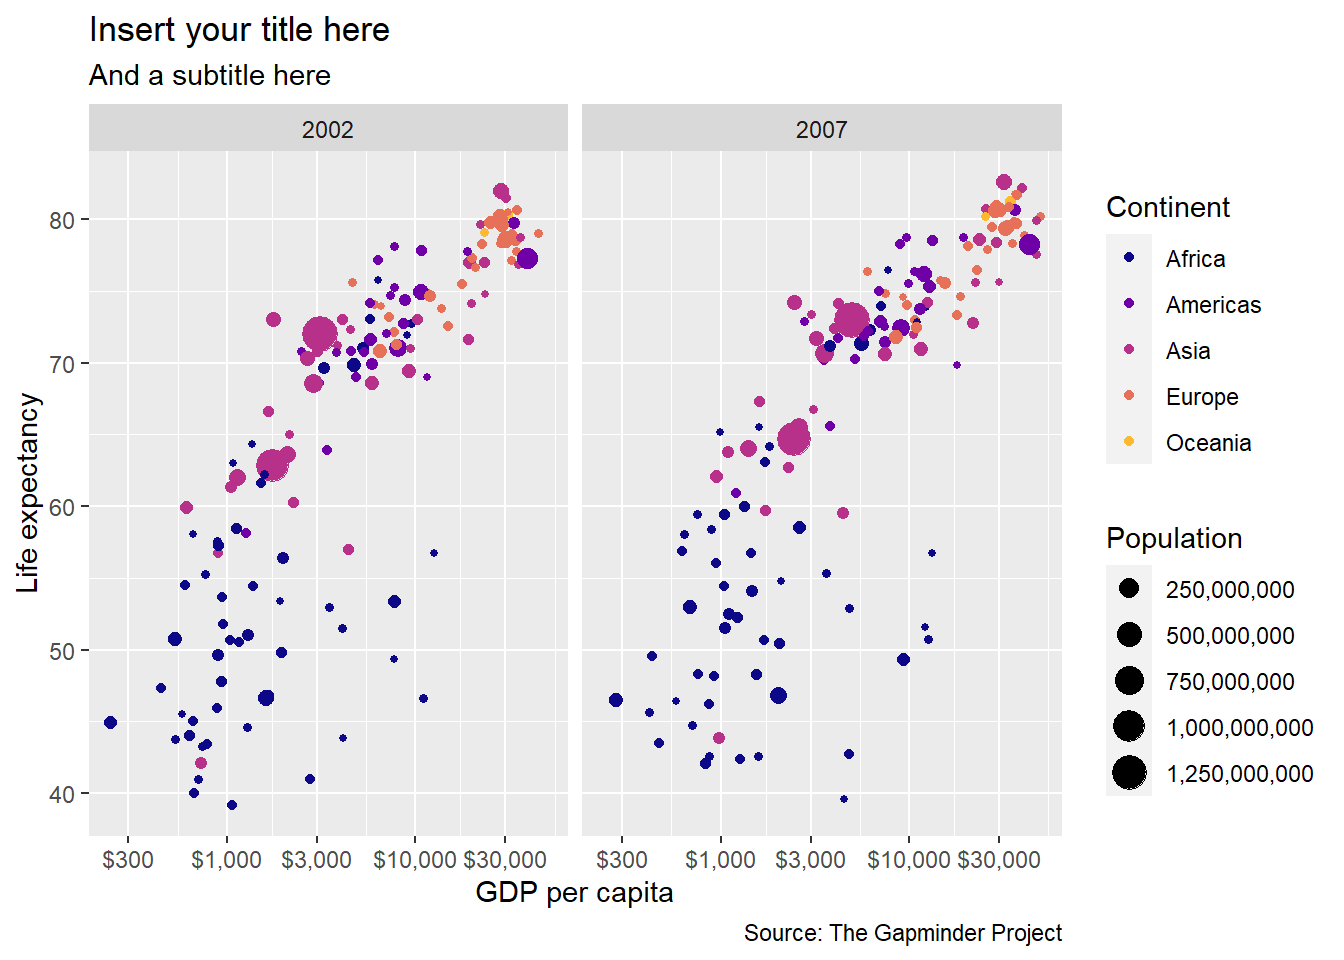 Insert your title here
And a subtitle here
2002
2007
Life expectancy
80
70
60
50
40
$300 $1,000 $3,000 $10,000 $30,000
$300 $1,000 $3,000 $10,000 $30,000
GDP per capita
Source: The Gapminder Project
Continent
Africa
Americas
Asia
Europe
Oceania
Population
250,000,000
500,000,000
750,000,000
1,000,000,000
1,250,000,000